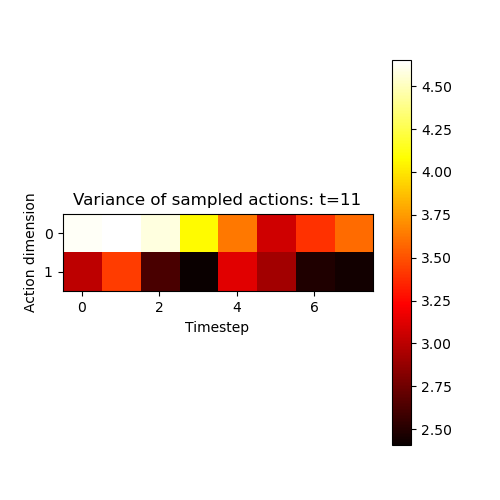 Variance of sampled actions: t=11
Action dimension
0
1
0 2 4 6
Timestep
4.50
4.25
4.00
3.75
3.50
3.25
3.00
2.75
2.50